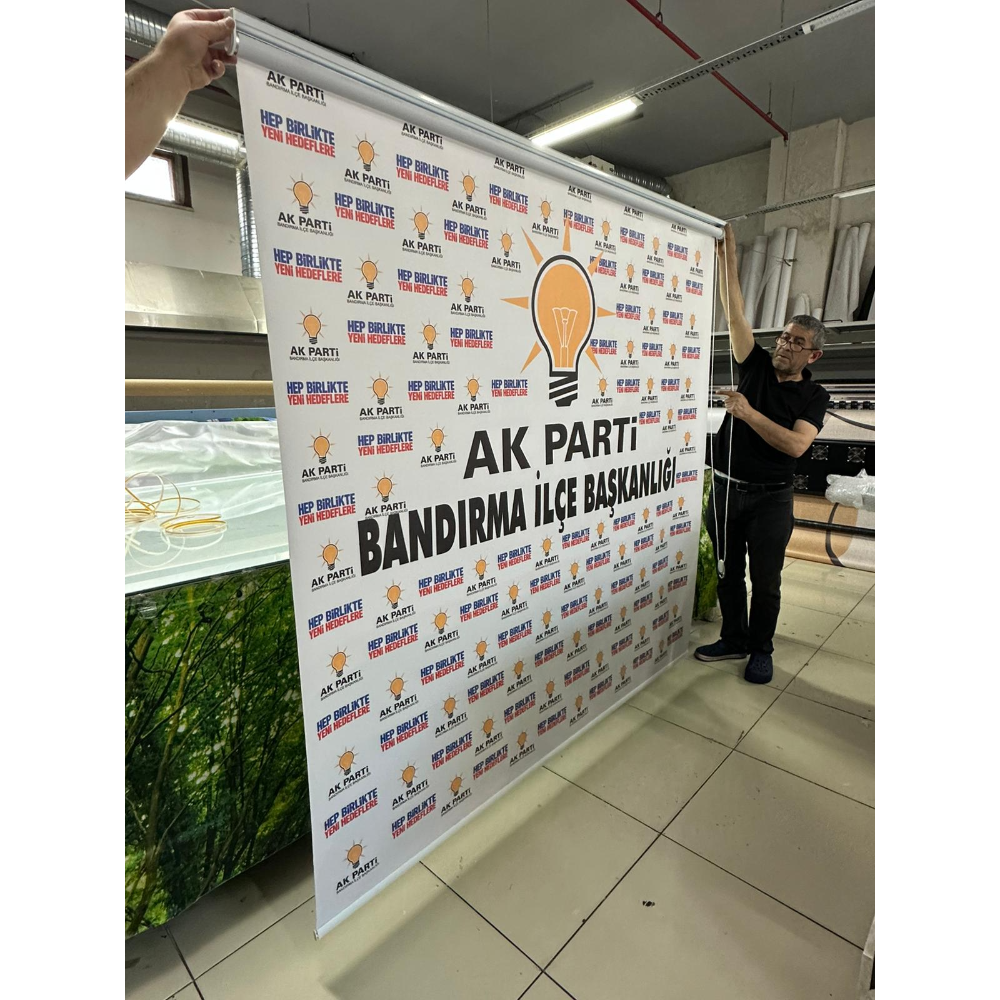 AK PARTİ
BANDIRMA İLÇE BAŞKANLIĞI
HEP BİRLİKTE
YENİ HEDEFLERE
AK PARTİ
BANDIRMA İLÇE BAŞKANLIĞI